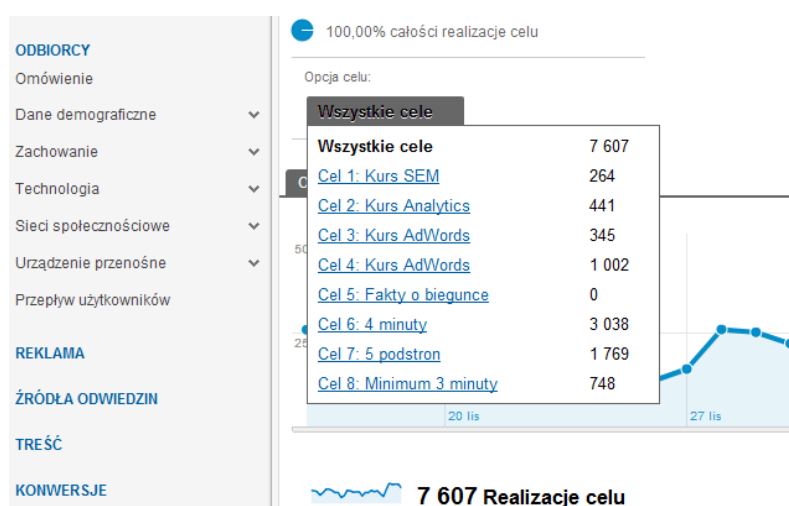 ODBIORCY
Omówienie
Dane demograficzne
Zachowanie
Technologia
Sieci społecznościowe
Urządzenie przenośne
Przepływ użytkowników
REKLAMA
ŹRÓDŁA ODWIEDZIN
TREŚĆ
KONWERSJE
100,00% całości realizacje celu
Opcja celu:
Wszystkie cele
Wszystkie cele 7 607
Cel 1: Kurs SEM 264
Cel 2: Kurs Analytics 441
Cel 3: Kurs AdWords 345
Cel 4: Kurs AdWords 1 002
Cel 5: Fakty o biegunce 0
Cel 6: 4 minuty 3 038
Cel 7: 5 podstron 1 769
Cel 8: Minimum 3 minuty 748
20 lis 27 lis
7 607 Realizacje celu